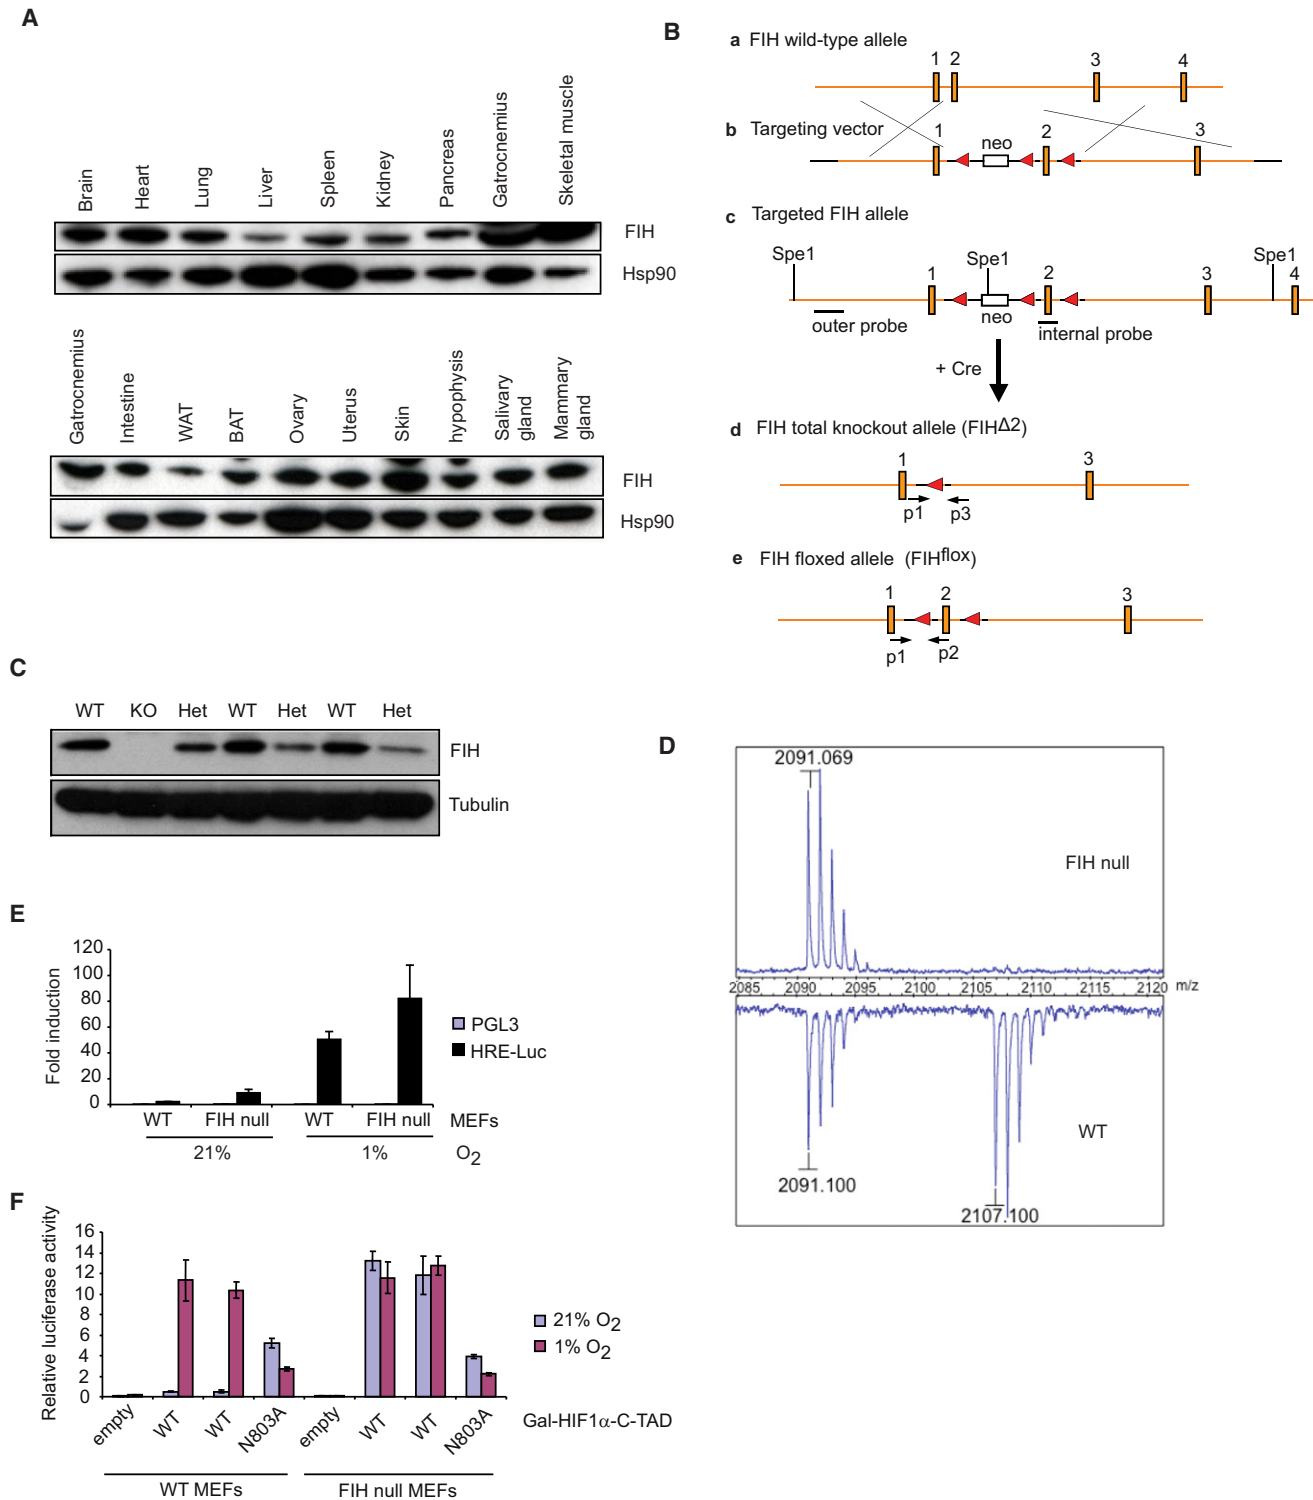 A
Brain
Heart
Lung
Liver
Spleen
Kidney
Pancreas
Gatrocnemius
Skeletal muscle
FIH
Hsp90
Gatrocnemius
Intestine
WAT
BAT
Ovary
Uterus
Skin
hypophysis
Salivary
gland
Mammary
gland
FIH
Hsp90
B
a FIH wild-type allele
1 2 3 4
b Targeting vector
1 neo 2 3
c Targeted FIH allele
Spe1 Spe1 Spe1
1 2 3 4
neo
outer probe
internal probe
+ Cre
d FIH total knockout allele (FIHΔ2)
1 3
p1 p3
e FIH floxed allele (FIHflox)
1 2 3
p1 p2
C
WT KO Het WT Het WT Het
FIH
Tubulin
D
2091.069
FIH null
2085 2090 2095 2100 2105 2110 2115 2120 m/z
WT
2091.100
2107.100
E
Fold induction
120
100
80
60
40
20
0
PGL3
HRE-Luc
WT FIH null WT FIH null MEFs
21% 1% O2
F
Relative luciferase activity
16
14
12
10
8
6
4
2
0
21% O2
1% O2
empty WT WT N803A empty WT WT N803A Gal-HIF1α-C-TAD
WT MEFs FIH null MEFs